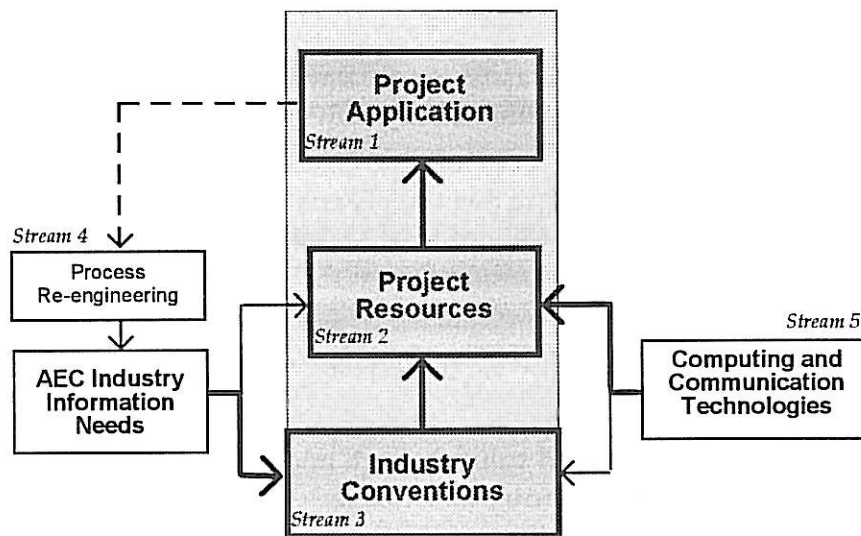 Project
Application
Stream 1
Stream 4
Process
Re-engineering
Project
Resources
Stream 2
Stream 5
AEC Industry
Information
Needs
Computing and
Communication
Technologies
Industry
Conventions
Stream 3